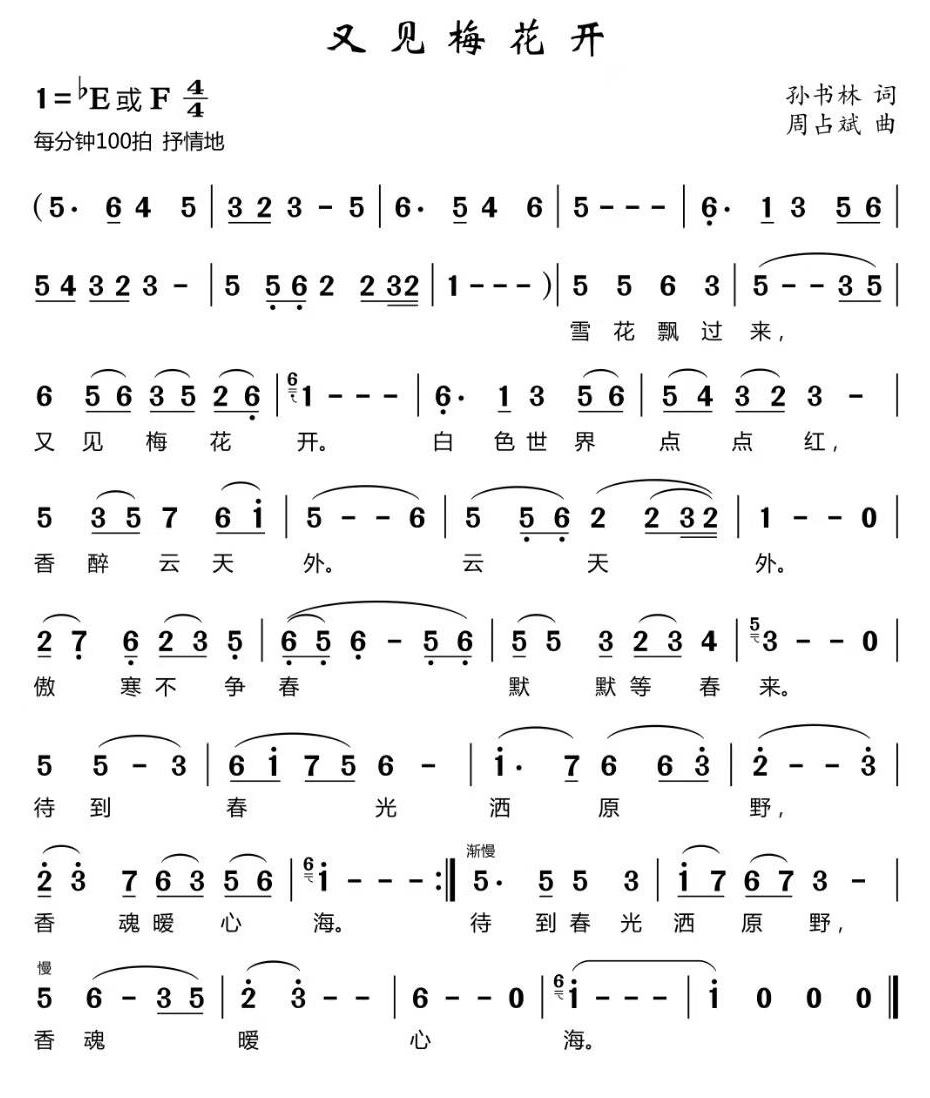 又见梅花开
1=♭E或F 4/4
孙书林 词
每分钟100拍 抒情地
周占斌 曲
(5· 6 4 5 | 3 2 3 - 5 | 6· 5 4 6 | 5 - - - | 6· 1 3 5 6 |
5 4 3 2 3 - | 5 5 6 2 2 3 2 | 1 - - - )| 5 5 6 3 | 5 - - 3 5 |
雪花飘过来,
6 5 6 3 5 2 6 | 6 1 - - - | 6· 1 3 5 6 | 5 4 3 2 3 - |
又见梅花开。白色世界点点红,
5 3 5 7 6 i | 5 - - 6 | 5 5 6 2 2 3 2 | 1 - - 0 |
香醉云天外。云天外。
2 7 6 2 3 5 | 6 5 6 - 5 6 | 5 5 3 2 3 4 | 5 3 - - 0 |
傲寒不争春默默等春来。
5 5 - 3 | 6 i 7 5 6 - | i· 7 6 6 3 | 2 - - 3 |
待到春光洒原野,
渐慢
2 3 7 6 3 5 6 | 6 i - - - :‖ 5· 5 5 3 | i 7 6 7 3 - |
香魂暧心海。待到春光洒原野,
慢
5 6 - 3 5 | 2 3 - - | 6 - - 0 | 6 i - - - | i 0 0 0 ‖
香魂暧心海。